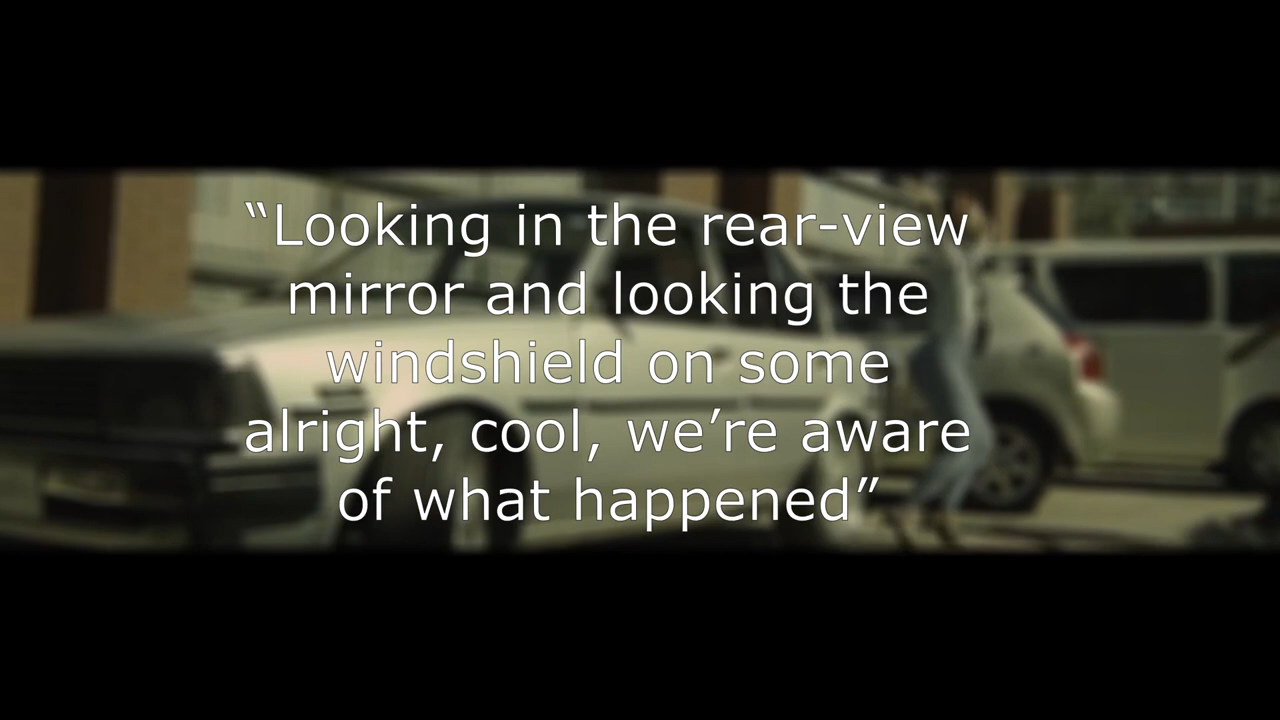 “Looking in the rear-view
mirror and looking the
windshield on some
alright, cool, we’re aware
of what happened”